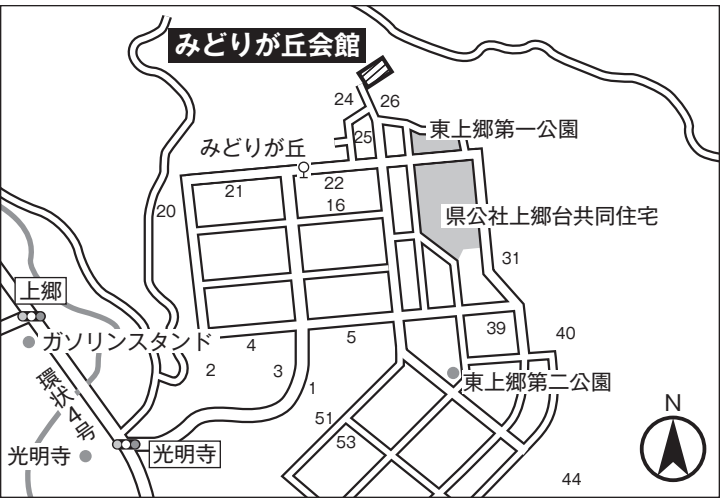 みどりが丘会館
24
26
25
東上郷第一公園
みどりが丘
21
22
16
20
県公社上郷台共同住宅
31
上郷
ガソリンスタンド
4
5
39
40
2
3
1
東上郷第二公園
環状4号
51
53
光明寺
光明寺
N
44